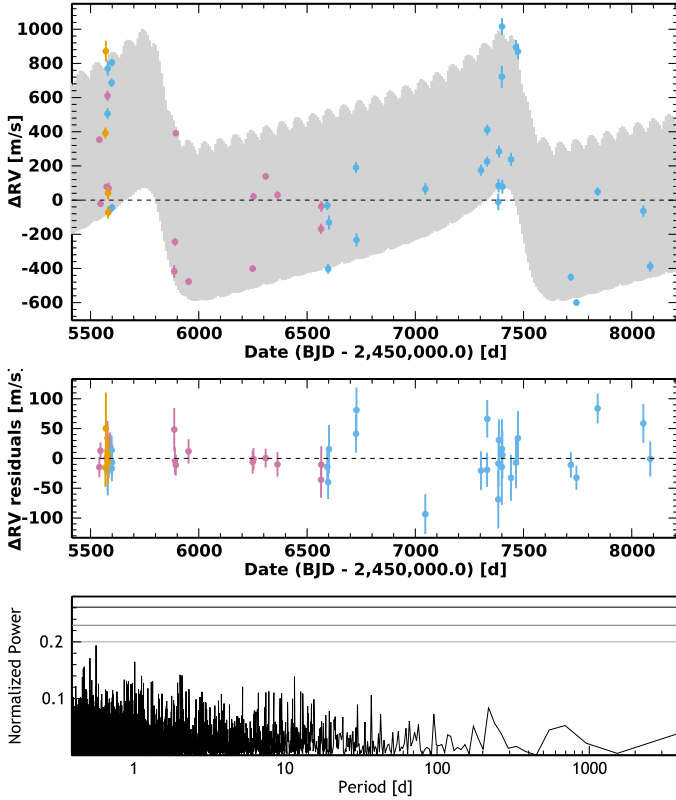 1000
800
600
400
200
0
-200
-400
-600
ΔRV [m/s]
5500 6000 6500 7000 7500 8000
Date (BJD - 2,450,000.0) [d]
100
50
0
-50
-100
ΔRV residuals [m/s]
5500 6000 6500 7000 7500 8000
Date (BJD - 2,450,000.0) [d]
0.2
0.1
Normalized Power
1 10 100 1000
Period [d]